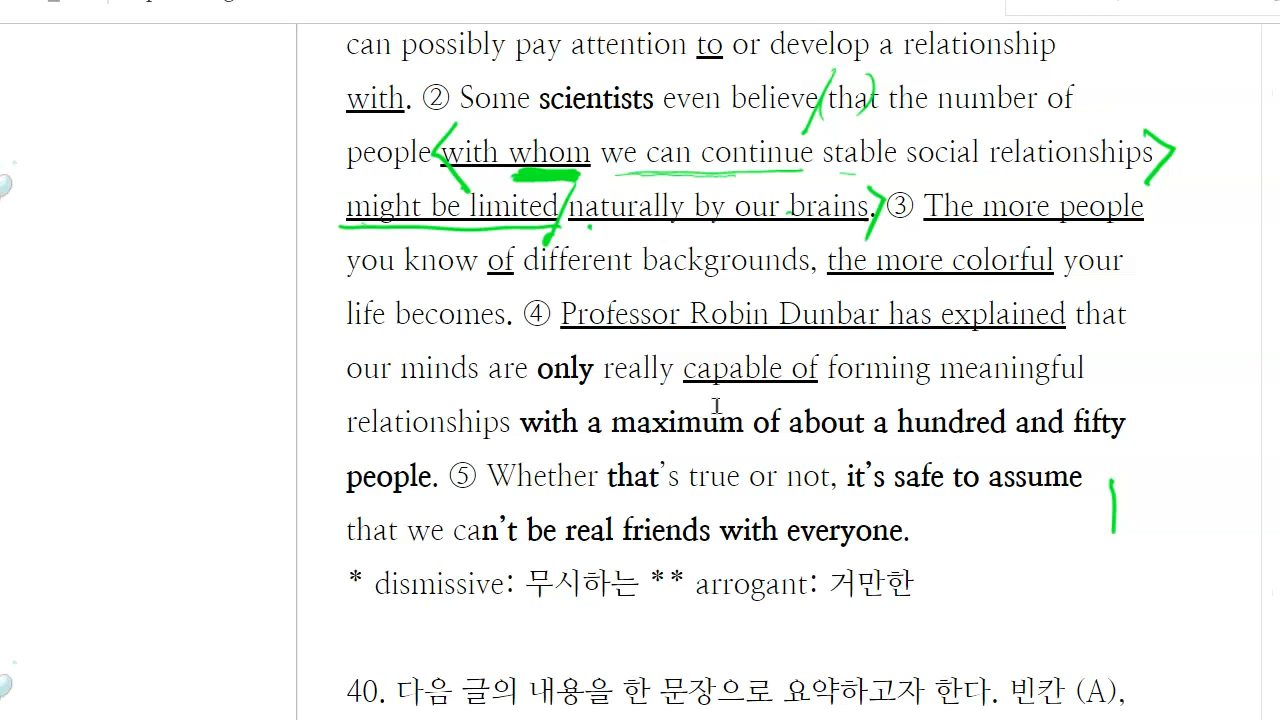 can possibly pay attention to or develop a relationship
with. ② Some scientists even believe that the number of
people with whom we can continue stable social relationships
might be limited naturally by our brains. ③ The more people
you know of different backgrounds, the more colorful your
life becomes. ④ Professor Robin Dunbar has explained that
our minds are only really capable of forming meaningful
relationships with a maximum of about a hundred and fifty
people. ⑤ Whether that's true or not, it's safe to assume
that we can't be real friends with everyone.
* dismissive: 무시하는 ** arrogant: 거만한
40. 다음 글의 내용을 한 문장으로 요약하고자 한다. 빈칸 (A),